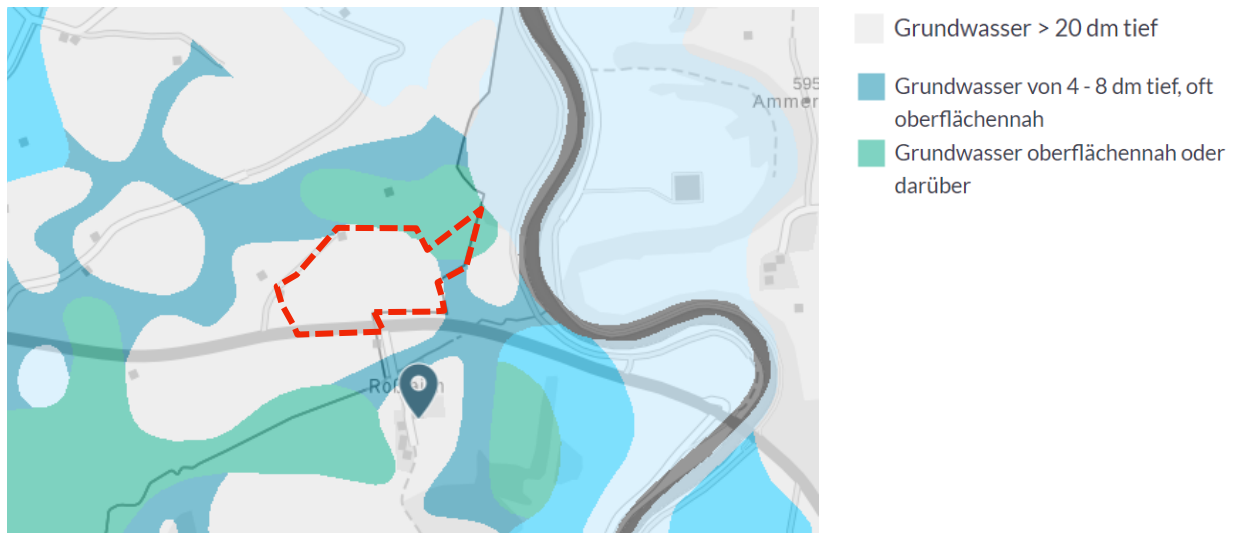 Grundwasser > 20 dm tief
Grundwasser von 4 - 8 dm tief, oft
oberflächennah
Grundwasser oberflächennah oder
darüber
595
Ammer